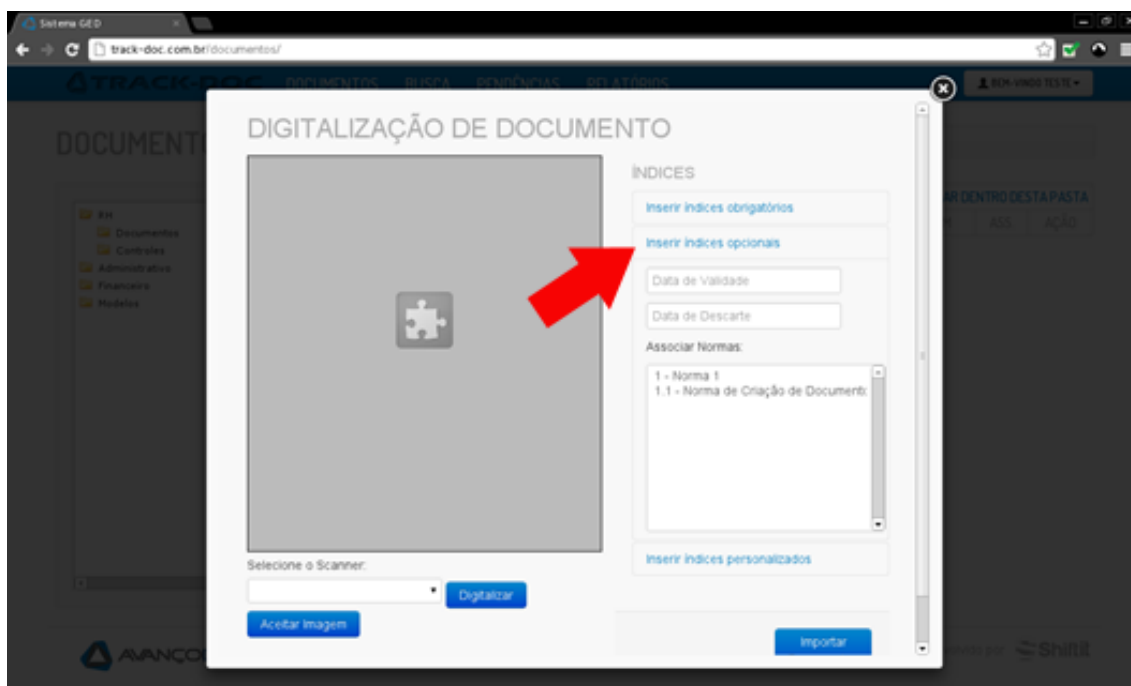 Sistema GED
track-doc.com.br/documentos/
TRACK-DOC DOCUMENTOS BUSCA PENDÊNCIAS RELATÓRIOS
BEM-VINDO TESTE
DIGITALIZAÇÃO DE DOCUMENTO
ÍNDICES
Inserir índices obrigatórios
Inserir índices opcionais
Data de Validade
Data de Descarte
Associar Normas:
1 - Norma 1
1.1 - Norma de Criação de Documento
Inserir índices personalizados
Selecione o Scanner:
Digitalizar
Aceitar Imagem
Importar
DOCUMENT
RH
Documentos
Controles
Administrativo
Financeiro
Modelos
DENTRO DESTA PASTA
ASS AÇÃO
AVANÇO
por Shiftit